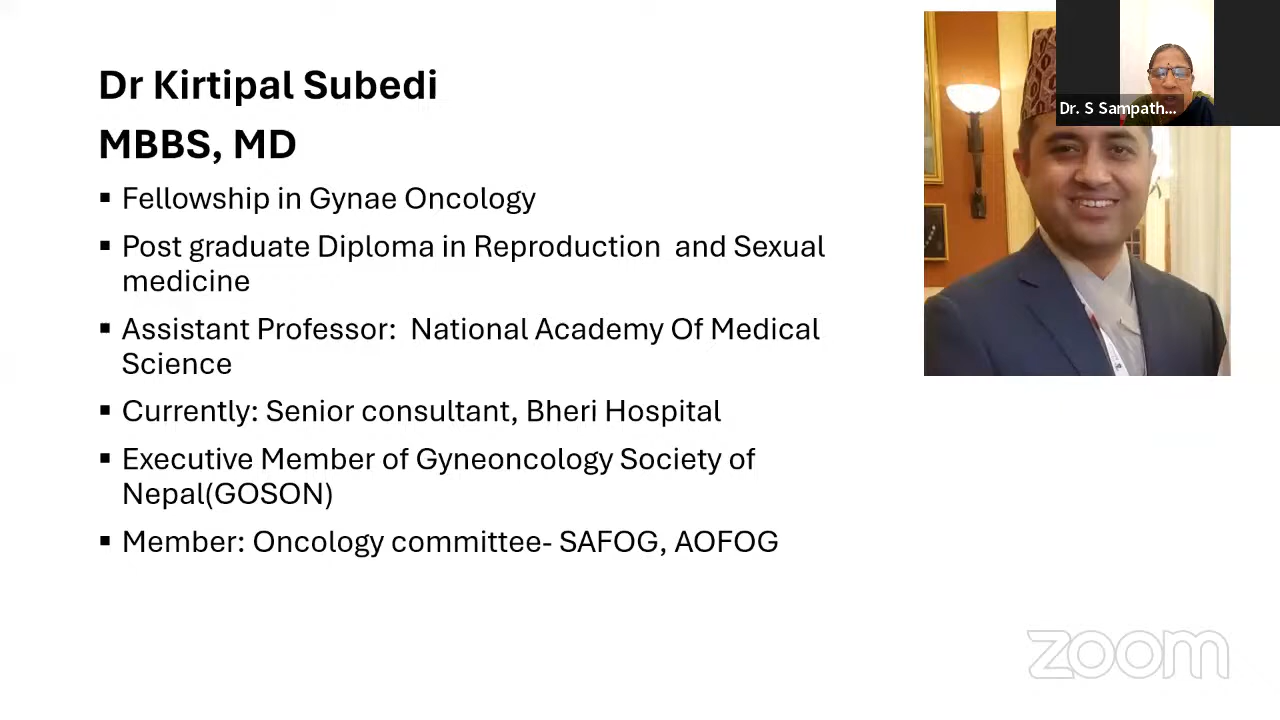 Dr Kirtipal Subedi
MBBS, MD
▪ Fellowship in Gynae Oncology
▪ Post graduate Diploma in Reproduction  and Sexual
medicine
▪ Assistant Professor:  National Academy Of Medical
Science
▪ Currently: Senior consultant, Bheri Hospital
▪ Executive Member of Gyneoncology Society of
Nepal(GOSON)
▪ Member: Oncology committee- SAFOG, AOFOG
Dr. S Sampath...
zoom